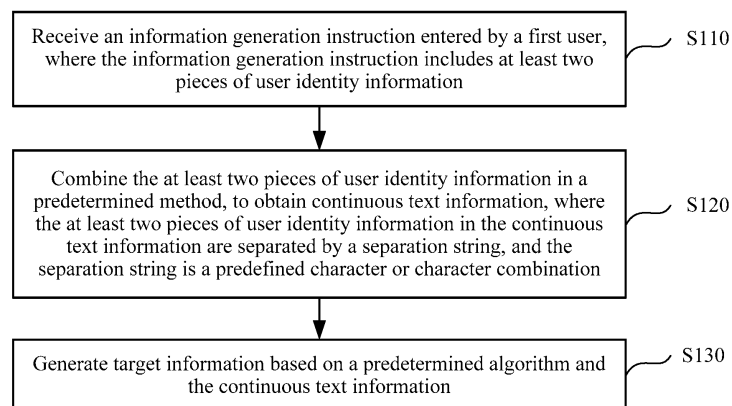 Receive an information generation instruction entered by a first user,
where the information generation instruction includes at least two
pieces of user identity information
S110
Combine the at least two pieces of user identity information in a
predetermined method, to obtain continuous text information, where
the at least two pieces of user identity information in the continuous
text information are separated by a separation string, and the
separation string is a predefined character or character combination
S120
Generate target information based on a predetermined algorithm and
the continuous text information
S130